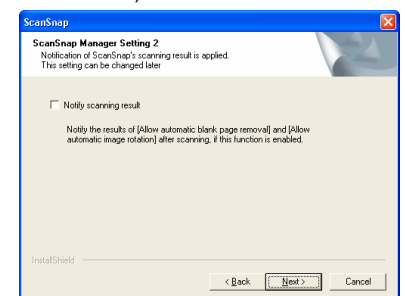 ScanSnap
ScanSnap Manager Setting 2
Notification of ScanSnap's scanning result is applied.
This setting can be changed later
Notify scanning result
Notify the results of [Allow automatic blank page removal] and [Allow
automatic image rotation] after scanning, if this function is enabled.
InstallShield
< Back Next > Cancel